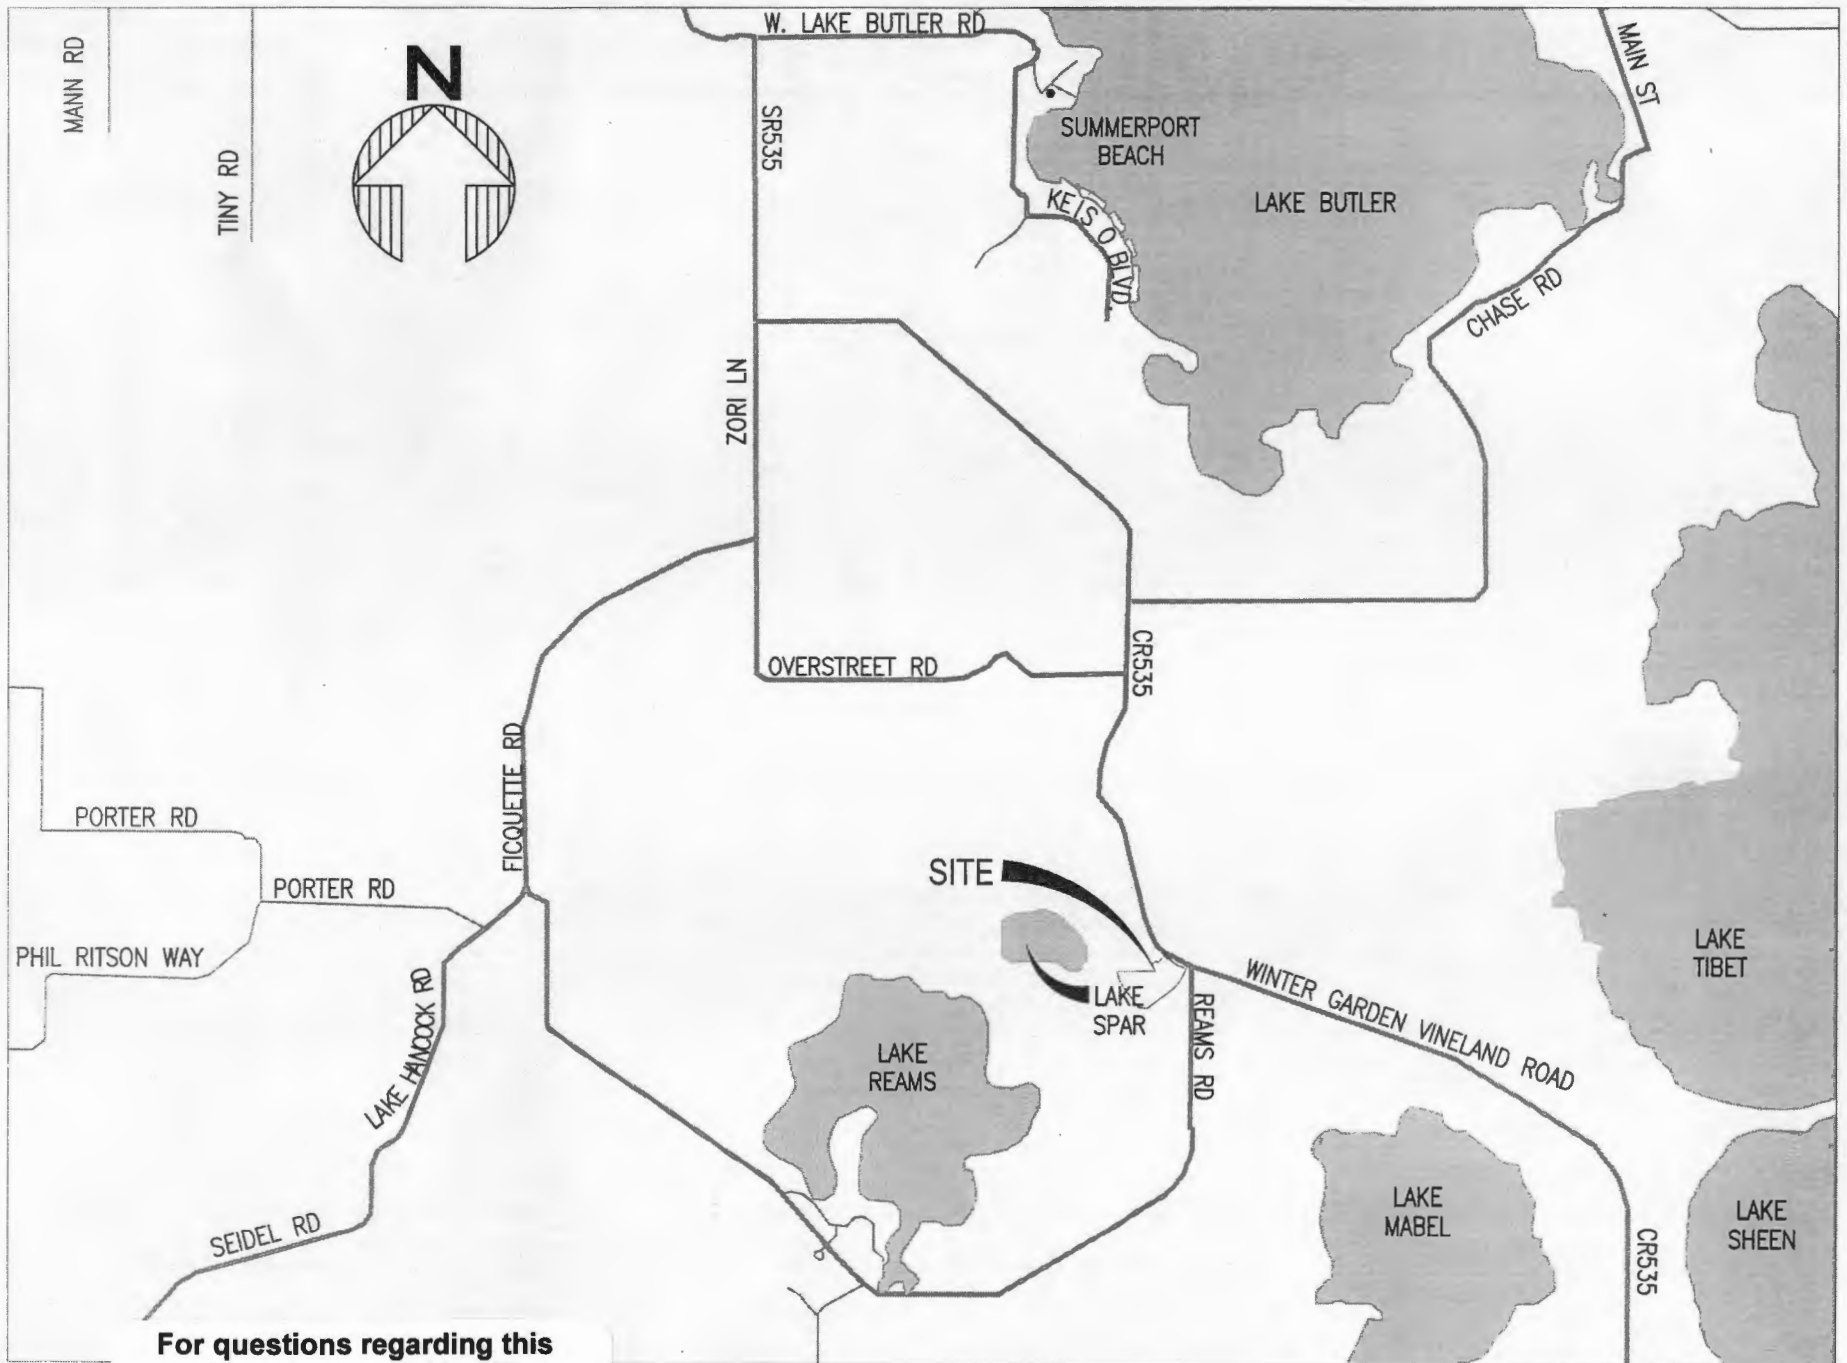 W. LAKE BUTLER RD
MAIN ST
MANN RD
N
TINY RD
SR535
SUMMERPORT
BEACH
LAKE BUTLER
BLVD
CHASE RD
ZORI LN
OVERSTREET RD
CR535
FICQUETTE RD
PORTER RD
PORTER RD
SITE
PHIL RITSON WAY
LAKE
TIBET
WINTER GARDEN VINELAND ROAD
LAKE
SPAR
REAMS RD
LAKE HANCOCK RD
LAKE
REAMS
LAKE
MABEL
LAKE
SHEEN
SEIDEL RD
CR535
For questions regarding this